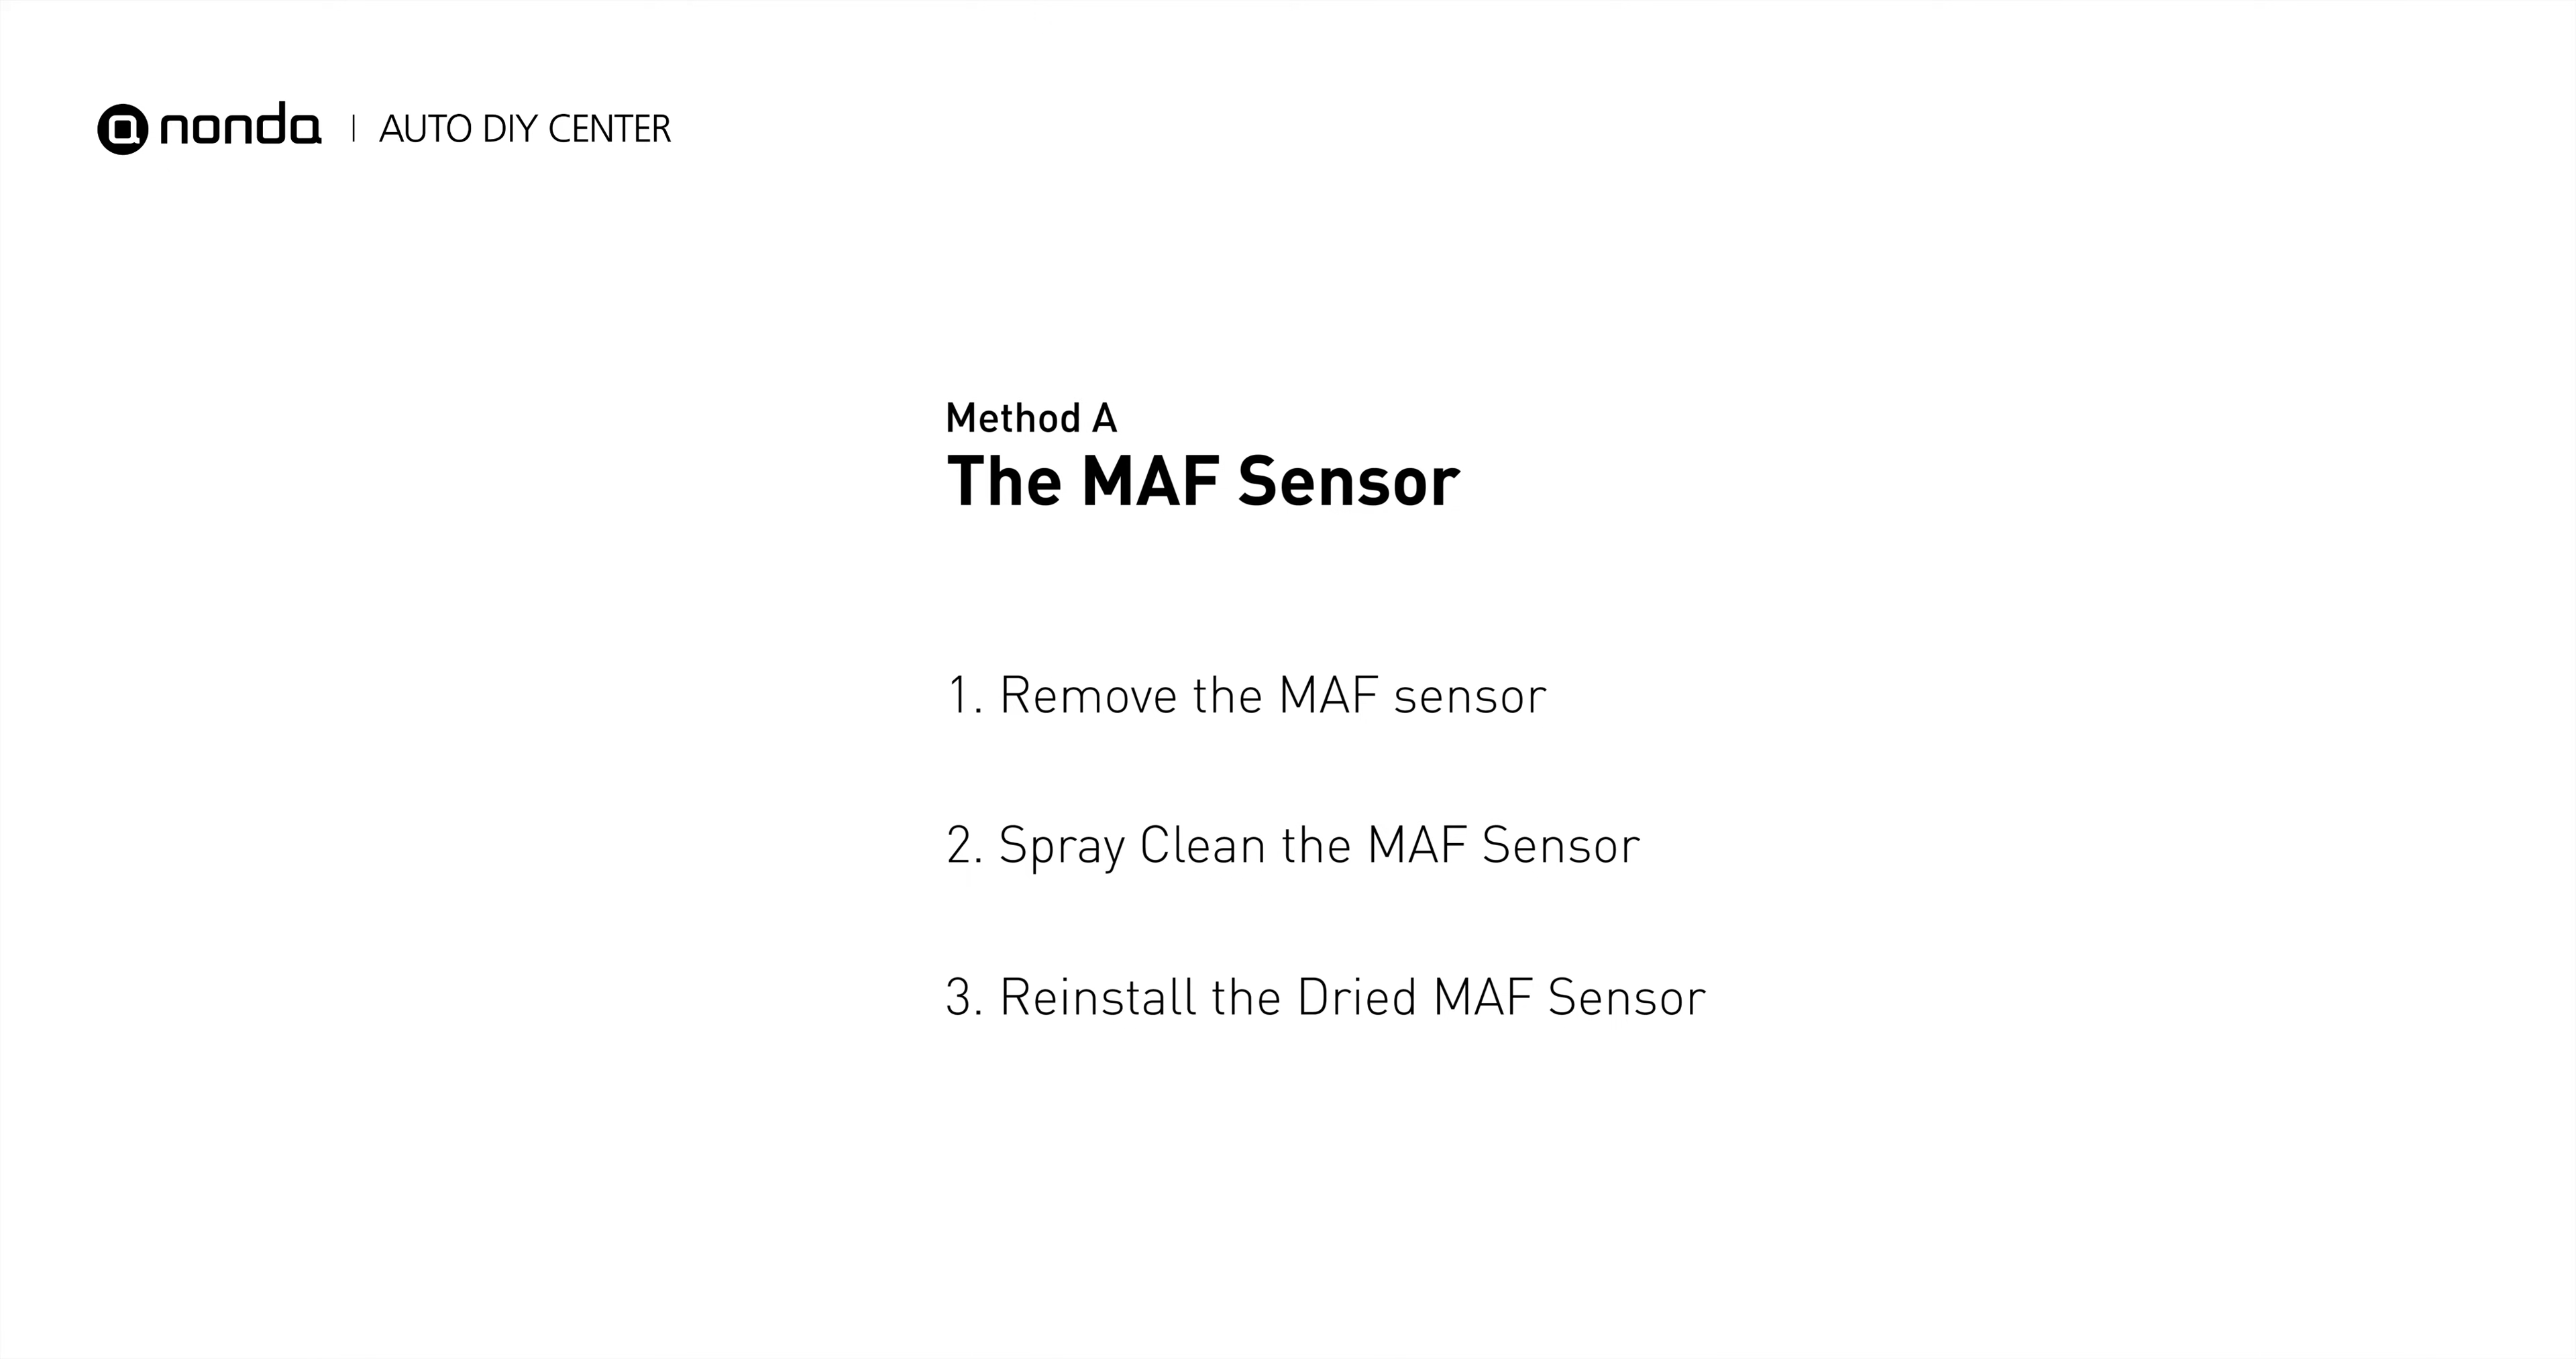 nonda | AUTO DIY CENTER
Method A
The MAF Sensor
1. Remove the MAF sensor
2. Spray Clean the MAF Sensor
3. Reinstall the Dried MAF Sensor